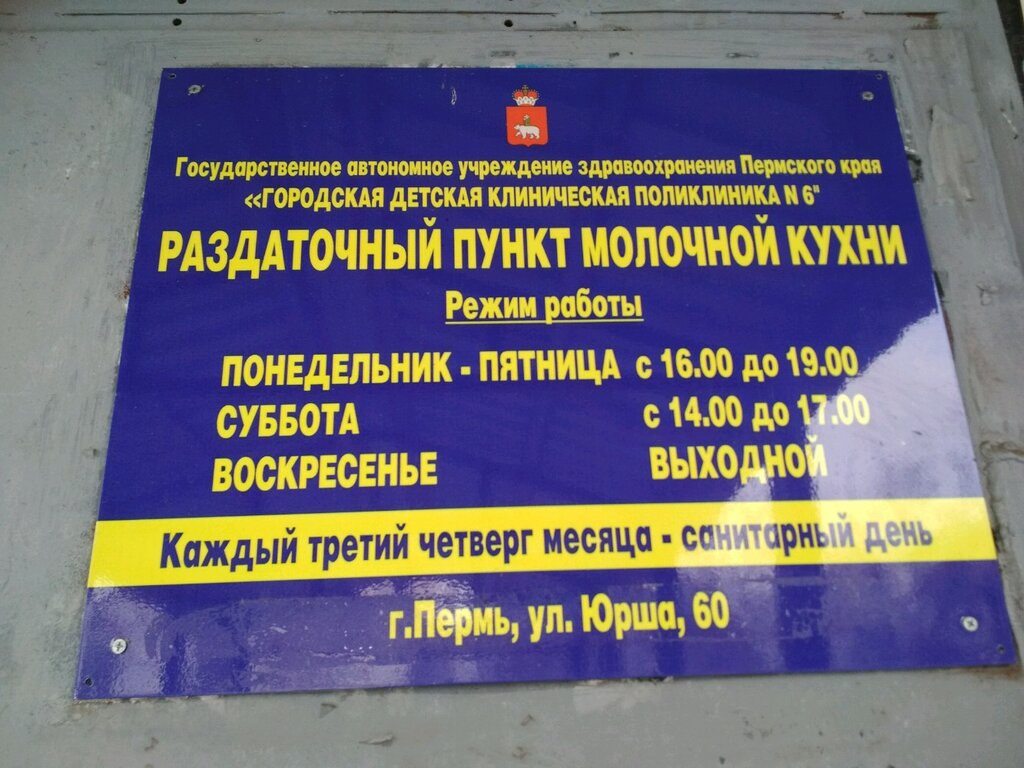 Государственное автономное учреждение здравоохранения Пермского края
«ГОРОДСКАЯ ДЕТСКАЯ КЛИНИЧЕСКАЯ ПОЛИКЛИНИКА N 6"
РАЗДАТОЧНЫЙ ПУНКТ МОЛОЧНОЙ КУХНИ
Режим работы
ПОНЕДЕЛЬНИК - ПЯТНИЦА с 16.00 до 19.00
СУББОТА с 14.00 до 17.00
ВОСКРЕСЕНЬЕ ВЫХОДНОЙ
Каждый третий четверг месяца - санитарный день
г.Пермь, ул. Юрша, 60